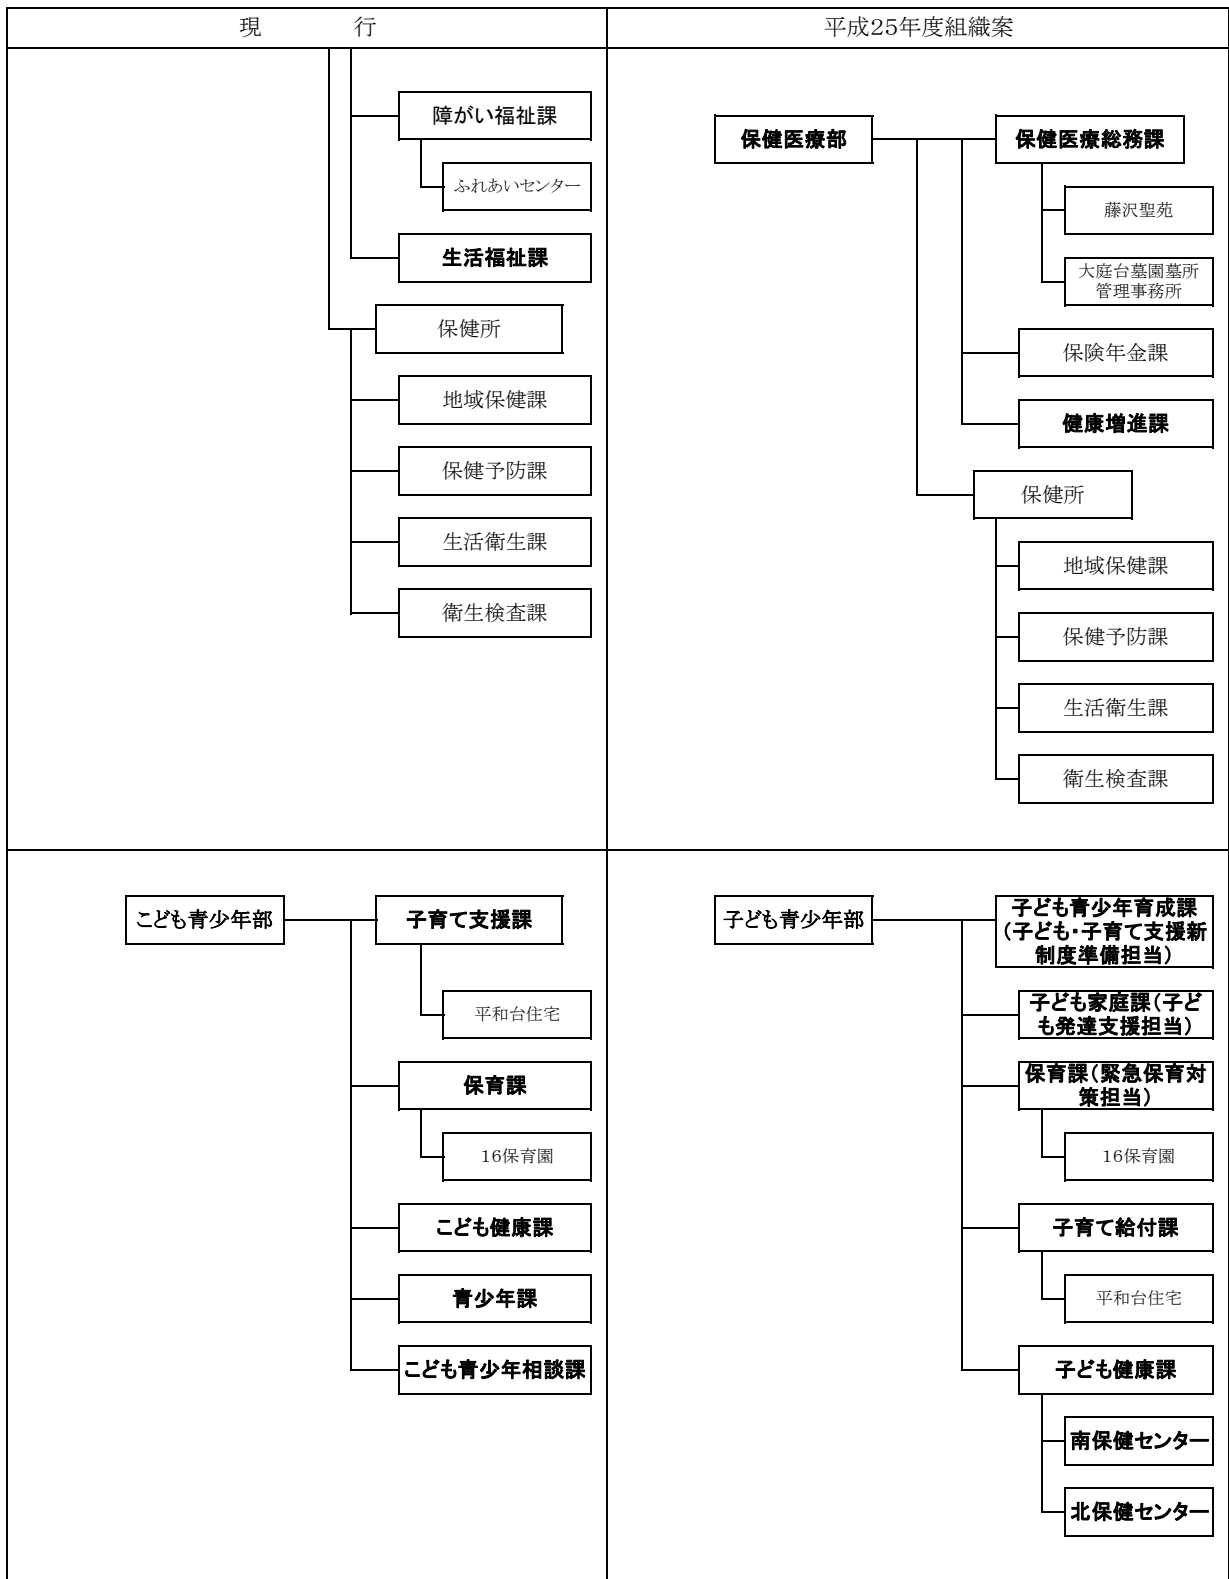 現　　行
平成25年度組織案
障がい福祉課
ふれあいセンター
生活福祉課
保健所
地域保健課
保健予防課
生活衛生課
衛生検査課
保健医療部
保健医療総務課
藤沢聖苑
大庭台墓園墓所
管理事務所
保険年金課
健康増進課
保健所
地域保健課
保健予防課
生活衛生課
衛生検査課
こども青少年部
子育て支援課
平和台住宅
保育課
16保育園
こども健康課
青少年課
こども青少年相談課
子ども青少年部
子ども青少年育成課
（子ども・子育て支援新
制度準備担当）
子ども家庭課（子ど
も発達支援担当）
保育課（緊急保育対
策担当）
16保育園
子育て給付課
平和台住宅
子ども健康課
南保健センター
北保健センター